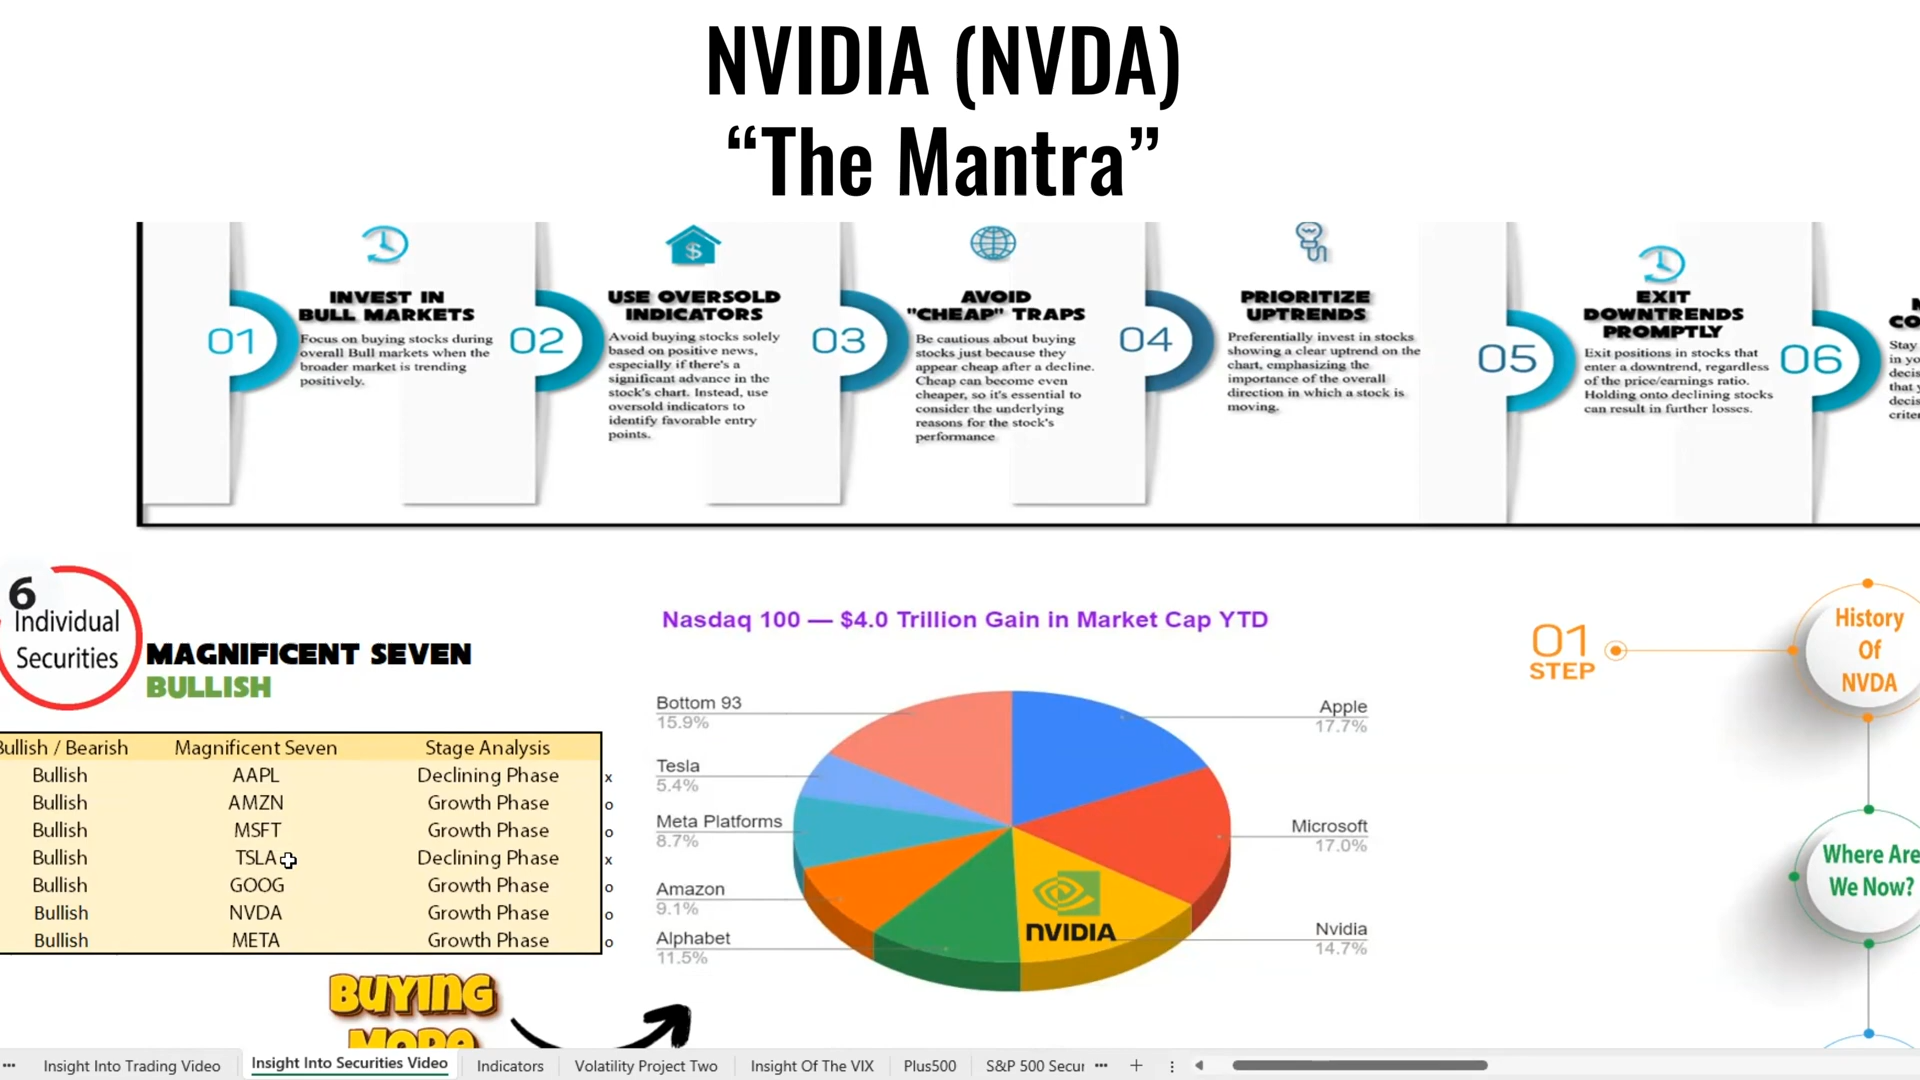 NVIDIA (NVDA)
“The Mantra”
01
INVEST IN
BULL MARKETS
Focus on buying stocks during
overall Bull markets when the
broader market is trending
positively.
02
USE OVERSOLD
INDICATORS
Avoid buying stocks solely
based on positive news,
especially if there's a
significant advance in the
stock's chart. Instead, use
oversold indicators to
identify favorable entry
points.
03
AVOID
"CHEAP" TRAPS
Be cautious about buying
stocks just because they
appear cheap after a decline.
Cheap can become even
cheaper, so it's essential to
consider the underlying
reasons for the stock's
performance
04
PRIORITIZE
UPTRENDS
Preferentially invest in stocks
showing a clear uptrend on the
chart, emphasizing the
importance of the overall
direction in which a stock is
moving.
05
EXIT
DOWNTRENDS
PROMPTLY
Exit positions in stocks that
enter a downtrend, regardless
of the price/earnings ratio.
Holding onto declining stocks
can result in further losses.
06
Stay
in yo
decis
that y
decis
criter
6
Individual
Securities
MAGNIFICENT SEVEN
BULLISH
Bullish / Bearish Magnificent Seven Stage Analysis
Bullish AAPL Declining Phase x
Bullish AMZN Growth Phase o
Bullish MSFT Growth Phase o
Bullish TSLA Declining Phase x
Bullish GOOG Growth Phase o
Bullish NVDA Growth Phase o
Bullish META Growth Phase o
BUYING
MORE
Nasdaq 100 — $4.0 Trillion Gain in Market Cap YTD
Bottom 93
15.9%
Tesla
5.4%
Meta Platforms
8.7%
Amazon
9.1%
Alphabet
11.5%
Apple
17.7%
Microsoft
17.0%
Nvidia
14.7%
NVIDIA
01
STEP
History
Of
NVDA
Where Are
We Now?
Insight Into Trading Video Insight Into Securities Video Indicators Volatility Project Two Insight Of The VIX Plus500 S&P 500 Secur